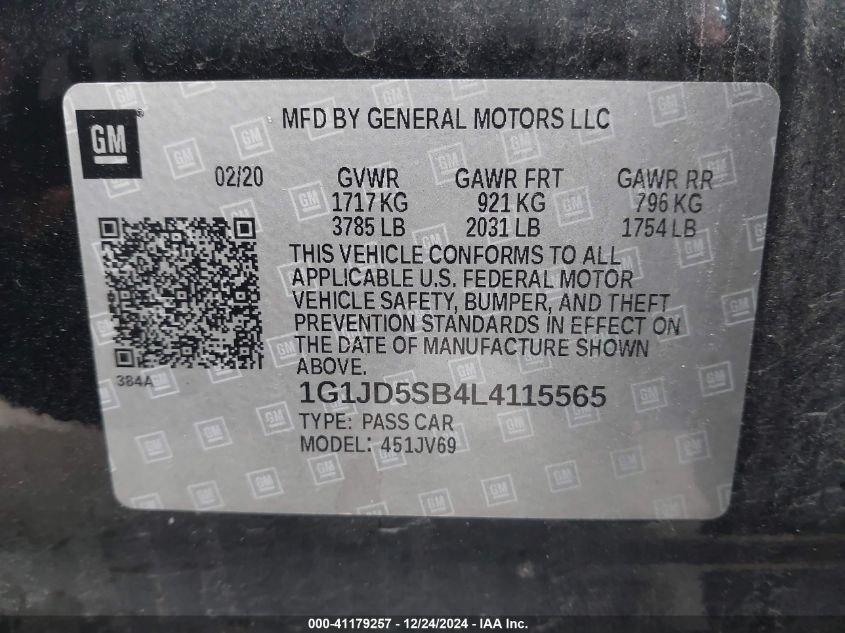 GM
MFD BY GENERAL MOTORS LLC
02/20 GVWR GAWR FRT GAWR RR
1717 KG 921 KG 796 KG
3785 LB 2031 LB 1754 LB
THIS VEHICLE CONFORMS TO ALL
APPLICABLE U.S. FEDERAL MOTOR
VEHICLE SAFETY, BUMPER, AND THEFT
PREVENTION STANDARDS IN EFFECT ON
THE DATE OF MANUFACTURE SHOWN
ABOVE.
384A
1G1JD5SB4L4115565
TYPE: PASS CAR
MODEL: 451JV69
000-41179257 - 12/24/2024 - IAA Inc.